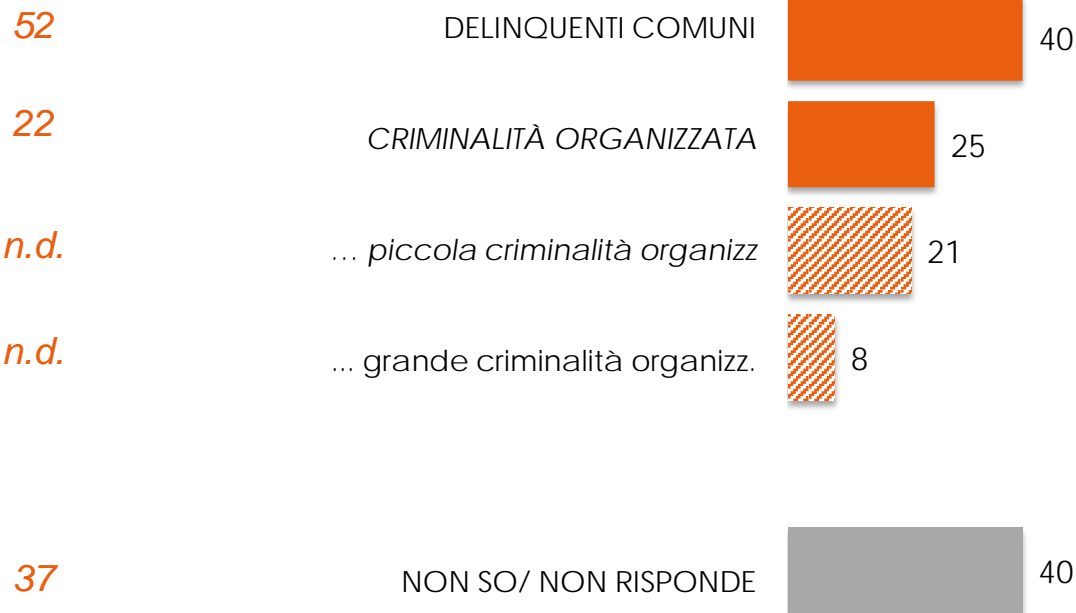 52 DELINQUENTI COMUNI 40
22 CRIMINALITÀ ORGANIZZATA 25
n.d. ... piccola criminalità organizz 21
n.d. ... grande criminalità organizz. 8
37 NON SO/ NON RISPONDE 40